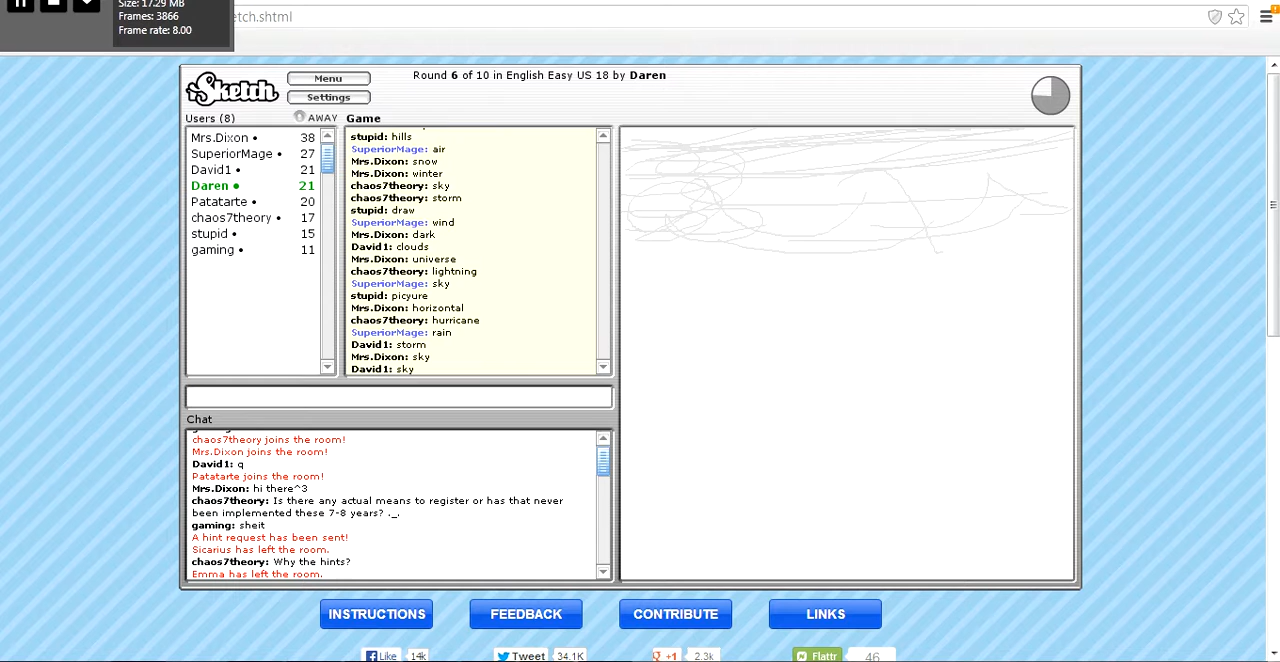 Size: 17.29 MB
Frames: 3866
Frame rate: 8.00
etch.shtml
iSketch
Menu
Settings
Round 6 of 10 in English Easy US 18 by Daren
Users (8)
AWAY
Game
Mrs.Dixon • 38
SuperiorMage • 27
David1 • 21
Daren • 21
Patatarte • 20
chaos7theory • 17
stupid • 15
gaming • 11
stupid: hills
SuperiorMage: air
Mrs.Dixon: snow
Mrs.Dixon: winter
chaos7theory: sky
chaos7theory: storm
stupid: draw
SuperiorMage: wind
Mrs.Dixon: dark
David1: clouds
Mrs.Dixon: universe
chaos7theory: lightning
SuperiorMage: sky
stupid: picyure
Mrs.Dixon: horizontal
chaos7theory: hurricane
SuperiorMage: rain
David1: storm
Mrs.Dixon: sky
David1: sky
Chat
chaos7theory joins the room!
Mrs.Dixon joins the room!
David1: q
Patatarte joins the room!
Mrs.Dixon: hi there^3
chaos7theory: Is there any actual means to register or has that never
been implemented these 7-8 years? ._.
gaming: sheit
A hint request has been sent!
Sicarius has left the room.
chaos7theory: Why the hints?
Emma has left the room.
INSTRUCTIONS
FEEDBACK
CONTRIBUTE
LINKS
Like 14k
Tweet 34.1K
+1 2.3k
Flattr 46